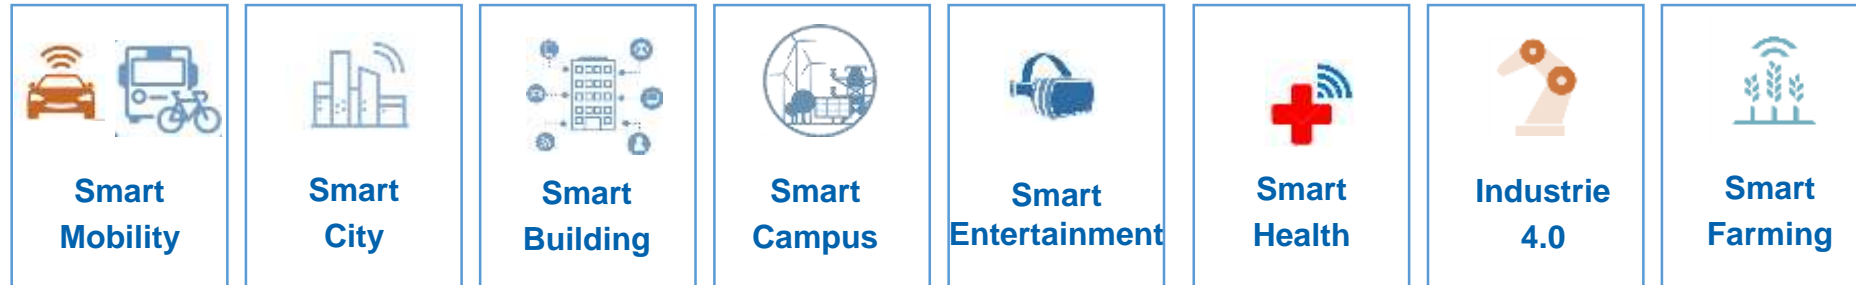 Smart
Mobility
Smart
City
Smart
Building
Smart
Campus
Smart
Entertainment
Smart
Health
Industrie
4.0
Smart
Farming